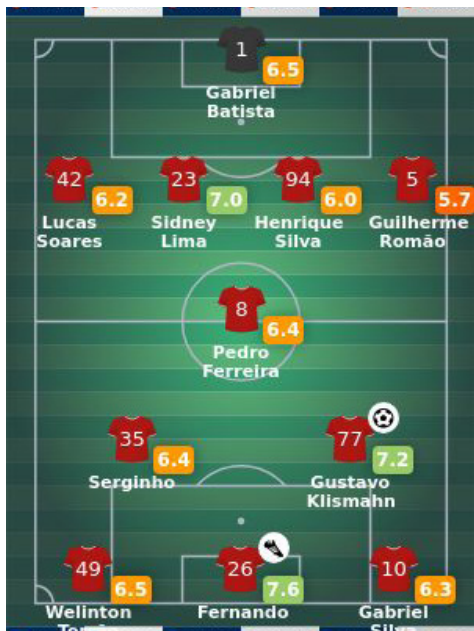 1
6.5
Gabriel
Batista
42 23 94 5
6.2 7.0 6.0 5.7
Lucas Sidney Henrique Guilherme
Soares Lima Silva Romão
8
6.4
Pedro
Ferreira
35 77
6.4 7.2
Serginho Gustavo
Klismahn
49 26 10
6.5 7.6 6.3
Welinton Fernando Gabriel
Silva